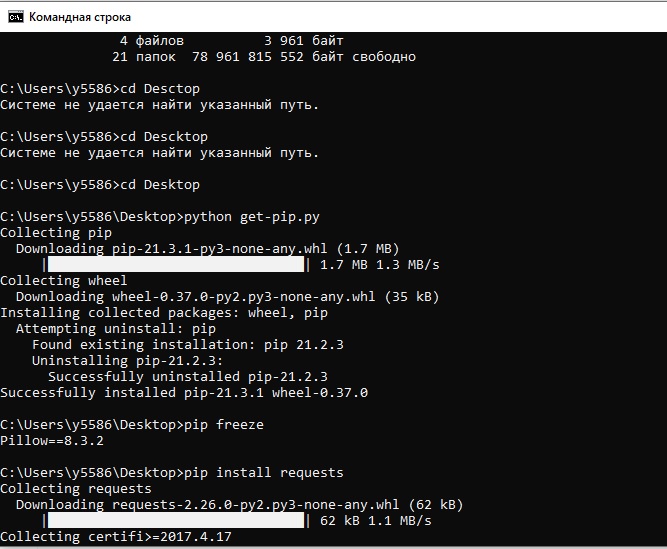 Командная строка
4 файлов 3 961 байт
21 папок 78 961 815 552 байт свободно
C:\Users\y5586>cd Desctop
Системе не удается найти указанный путь.
C:\Users\y5586>cd Descktop
Системе не удается найти указанный путь.
C:\Users\y5586>cd Desktop
C:\Users\y5586\Desktop>python get-pip.py
Collecting pip
Downloading pip-21.3.1-py3-none-any.whl (1.7 MB)
| | 1.7 MB 1.3 MB/s
Collecting wheel
Downloading wheel-0.37.0-py2.py3-none-any.whl (35 kB)
Installing collected packages: wheel, pip
Attempting uninstall: pip
Found existing installation: pip 21.2.3
Uninstalling pip-21.2.3:
Successfully uninstalled pip-21.2.3
Successfully installed pip-21.3.1 wheel-0.37.0
C:\Users\y5586\Desktop>pip freeze
Pillow==8.3.2
C:\Users\y5586\Desktop>pip install requests
Collecting requests
Downloading requests-2.26.0-py2.py3-none-any.whl (62 kB)
| | 62 kB 1.1 MB/s
Collecting certifi>=2017.4.17